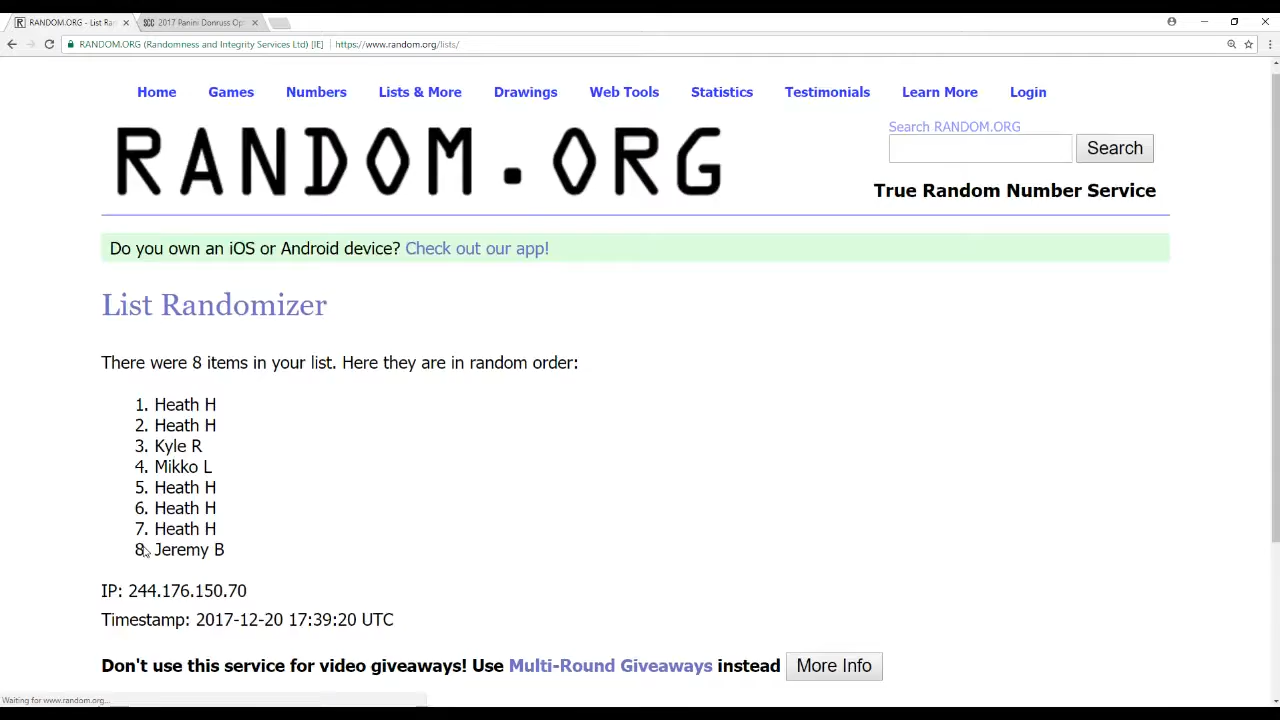 RANDOM.ORG - List Ra
SCC 2017 Panini Donruss Op
RANDOM.ORG (Randomness and Integrity Services Ltd) [IE] https://www.random.org/lists/
Home Games Numbers Lists & More Drawings Web Tools Statistics Testimonials Learn More Login
RANDOM.ORG
Search RANDOM.ORG
Search
True Random Number Service
Do you own an iOS or Android device? Check out our app!
List Randomizer
There were 8 items in your list. Here they are in random order:
1. Heath H
2. Heath H
3. Kyle R
4. Mikko L
5. Heath H
6. Heath H
7. Heath H
8. Jeremy B
IP: 244.176.150.70
Timestamp: 2017-12-20 17:39:20 UTC
Don't use this service for video giveaways! Use Multi-Round Giveaways instead More Info
Waiting for www.random.org...